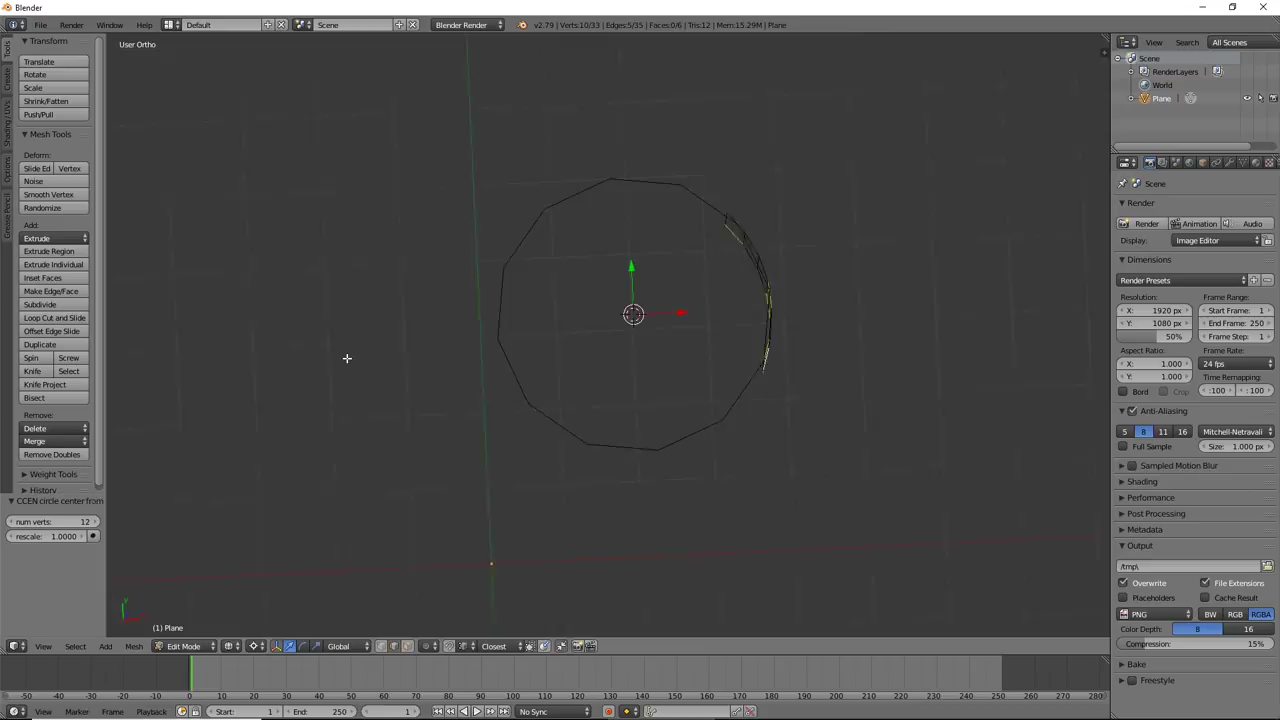 Blender
File Render Window Help Default Scene Blender Render v2.79 | Verts:10/33 | Edges:5/35 | Faces:0/6 | Tris:12 | Mem:15.29M | Plane
Tools
Create
Shading / UVs
Options
Grease Pencil
Transform
Translate
Rotate
Scale
Shrink/Fatten
Push/Pull
Mesh Tools
Deform:
Slide Ed Vertex
Noise
Smooth Vertex
Randomize
Add:
Extrude
Extrude Region
Extrude Individual
Inset Faces
Make Edge/Face
Subdivide
Loop Cut and Slide
Offset Edge Slide
Duplicate
Spin Screw
Knife Select
Knife Project
Bisect
Remove:
Delete
Merge
Remove Doubles
Weight Tools
History
CCEN circle center from
num verts: 12
rescale: 1.0000
User Ortho
(1) Plane
View Select Add Mesh Edit Mode Global Closest
-50 -40 -30 -20 -10 0 10 20 30 40 50 60 70 80 90 100 110 120 130 140 150 160 170 180 190 200 210 220 230 240 250 260 270 280
View Marker Frame Playback Start: 1 End: 250 1 No Sync
View Search All Scenes
Scene
RenderLayers
World
Plane
Scene
Render
Render Animation Audio
Display: Image Editor
Dimensions
Render Presets
Resolution: Frame Range:
X: 1920 px Start Frame: 1
Y: 1080 px End Frame: 250
50% Frame Step: 1
Aspect Ratio: Frame Rate:
X: 1.000 24 fps
Y: 1.000 Time Remapping:
Bord Crop :100 : 100
Anti-Aliasing
5 8 11 16 Mitchell-Netravali
Full Sample Size: 1.000 px
Sampled Motion Blur
Shading
Performance
Post Processing
Metadata
Output
/tmp\
Overwrite File Extensions
Placeholders Cache Result
PNG BW RGB RGBA
Color Depth: 8 16
Compression: 15%
Bake
Freestyle